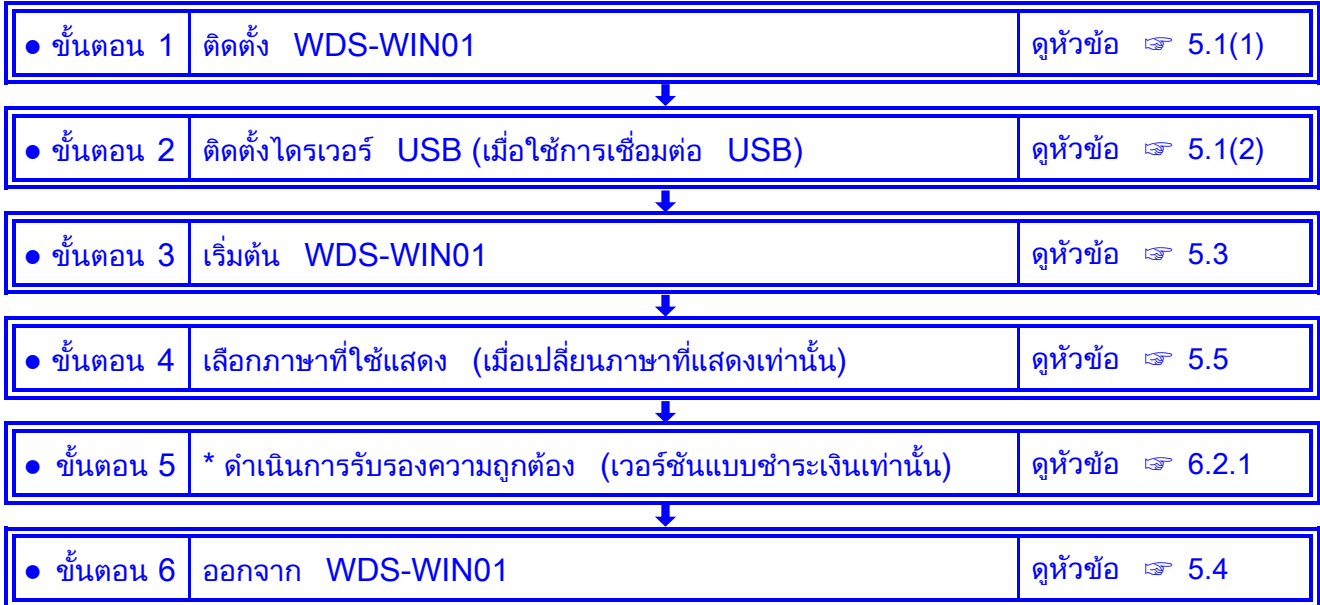 ● ขั้นตอน 1 ติดตั้ง WDS-WIN01 ดูหัวข้อ ☞ 5.1(1)
● ขั้นตอน 2 ติดตั้งไดรเวอร์ USB (เมื่อใช้การเชื่อมต่อ USB) ดูหัวข้อ ☞ 5.1(2)
● ขั้นตอน 3 เริ่มต้น WDS-WIN01 ดูหัวข้อ ☞ 5.3
● ขั้นตอน 4 เลือกภาษาที่ใช้แสดง (เมื่อเปลี่ยนภาษาที่แสดงเท่านั้น) ดูหัวข้อ ☞ 5.5
● ขั้นตอน 5 * ดำเนินการรับรองความถูกต้อง (เวอร์ชันแบบชำระเงินเท่านั้น) ดูหัวข้อ ☞ 6.2.1
● ขั้นตอน 6 ออกจาก WDS-WIN01 ดูหัวข้อ ☞ 5.4